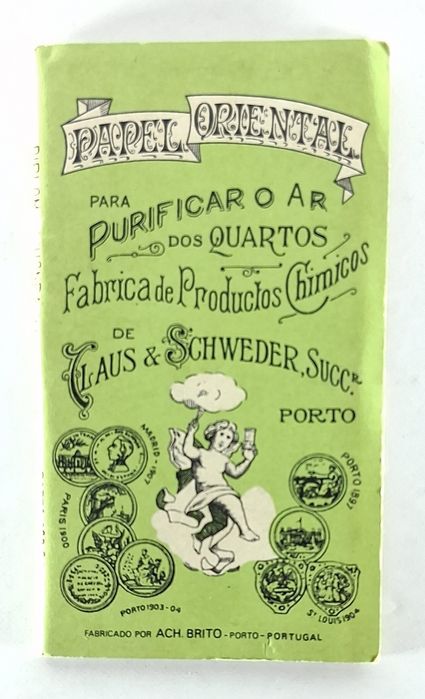 PAPEL ORIENTAL
PARA
PURIFICAR O AR
DOS QUARTOS
Fabrica de Productos Chimicos
DE
CLAUS & SCHWEDER, SUCCR.
PORTO
MADRID - 1907
PARIS 1900
PORTO 1903-04
PORTO 1897
ST LOUIS 1904
FABRICADO POR ACH. BRITO - PORTO - PORTUGAL